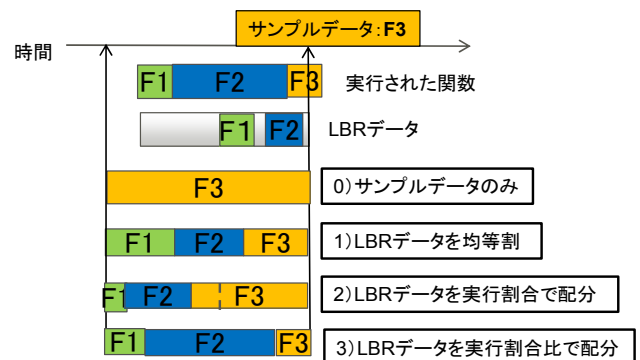 サンプルデータ:F3
時間
F1 F2 F3 実行された関数
F1 F2 LBRデータ
F3 0)サンプルデータのみ
F1 F2 F3 1)LBRデータを均等割
F1 F2 F3 2)LBRデータを実行割合で配分
F1 F2 F3 3)LBRデータを実行割合比で配分